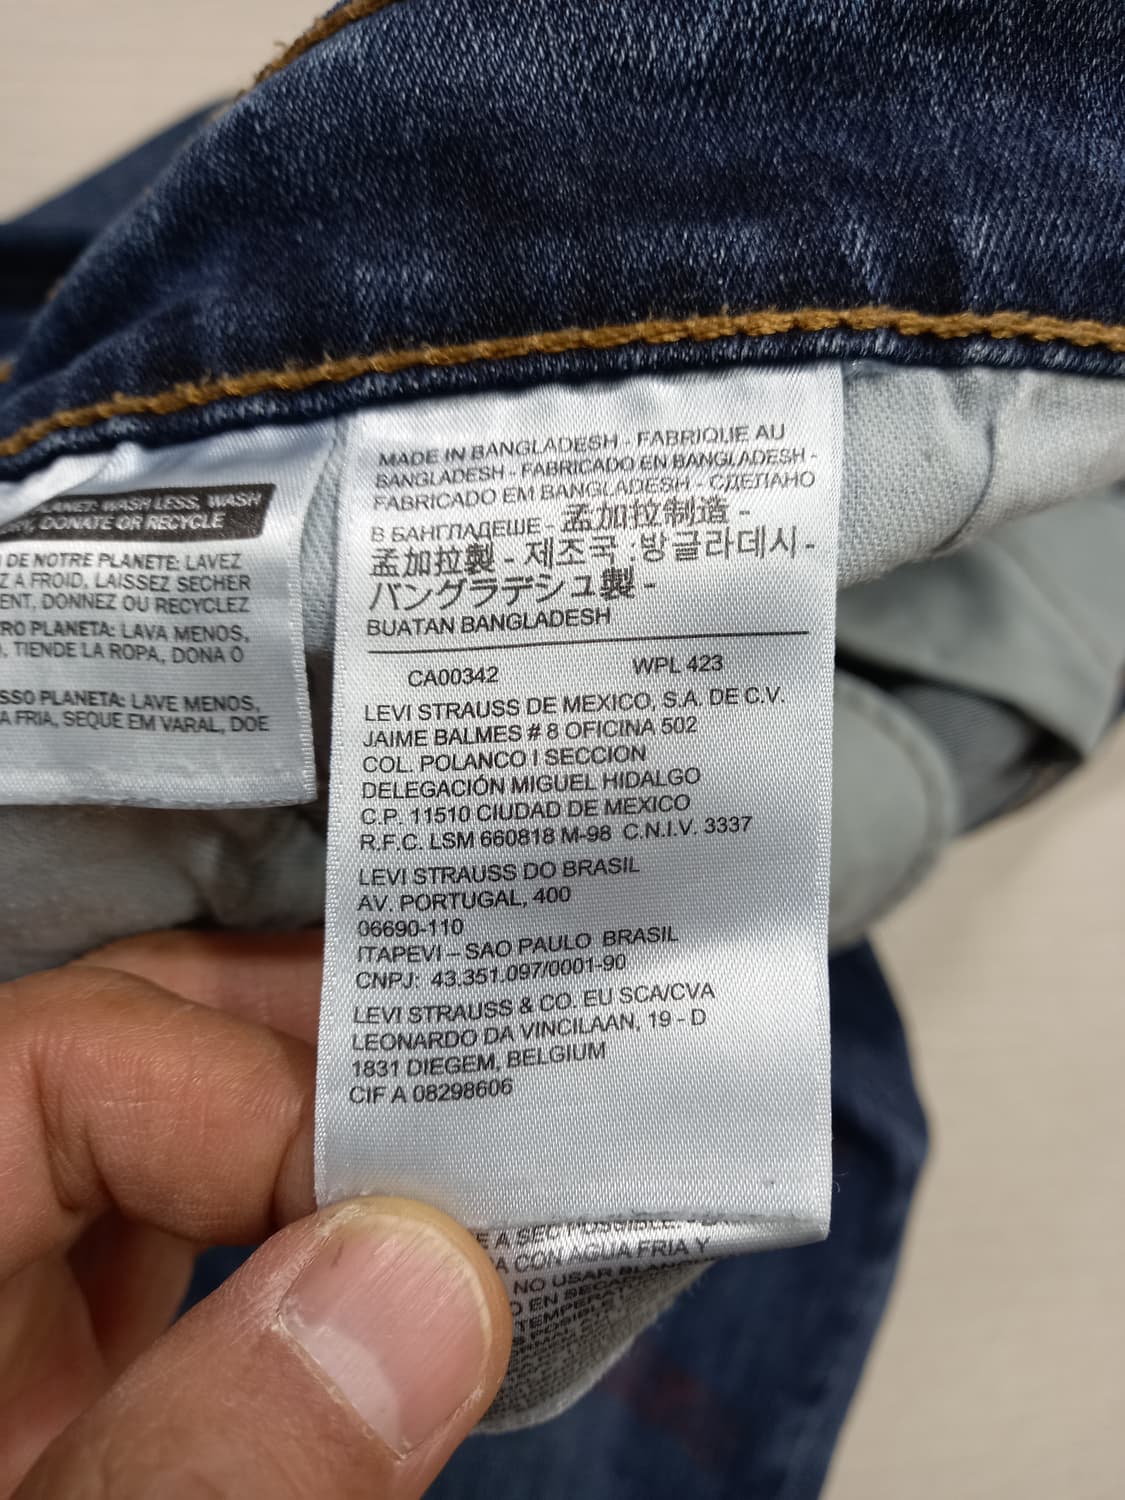 WASH LESS, WASH
DONATE OR RECYCLE
DE NOTRE PLANETE: LAVEZ
A FROID, LAISSEZ SECHER
DONNEZ OU RECYCLEZ
PLANETA: LAVA MENOS,
TIENDE LA ROPA, DONA O
PLANETA: LAVE MENOS,
A FRIA, SEQUE EM VARAL, DOE
MADE IN BANGLADESH - FABRIQUE AU
BANGLADESH - FABRICADO EN BANGLADESH -
FABRICADO EM BANGLADESH - СДЕЛАНО
В БАНГЛАДЕШЕ - 孟加拉制造 -
孟加拉製 - 제조국 : 방글라데시 -
バングラデシュ製 -
BUATAN BANGLADESH
CA00342 WPL 423
LEVI STRAUSS DE MEXICO, S.A. DE C.V.
JAIME BALMES # 8 OFICINA 502
COL. POLANCO I SECCION
DELEGACIÓN MIGUEL HIDALGO
C.P. 11510 CIUDAD DE MEXICO
R.F.C. LSM 660818 M-98 C.N.I.V. 3337
LEVI STRAUSS DO BRASIL
AV. PORTUGAL, 400
06690-110
ITAPEVI – SAO PAULO BRASIL
CNPJ: 43.351.097/0001-90
LEVI STRAUSS & CO. EU SCA/CVA
LEONARDO DA VINCILAAN, 19 - D
1831 DIEGEM, BELGIUM
CIF A 08298606
CON AGUA FRIA Y
NO USAR